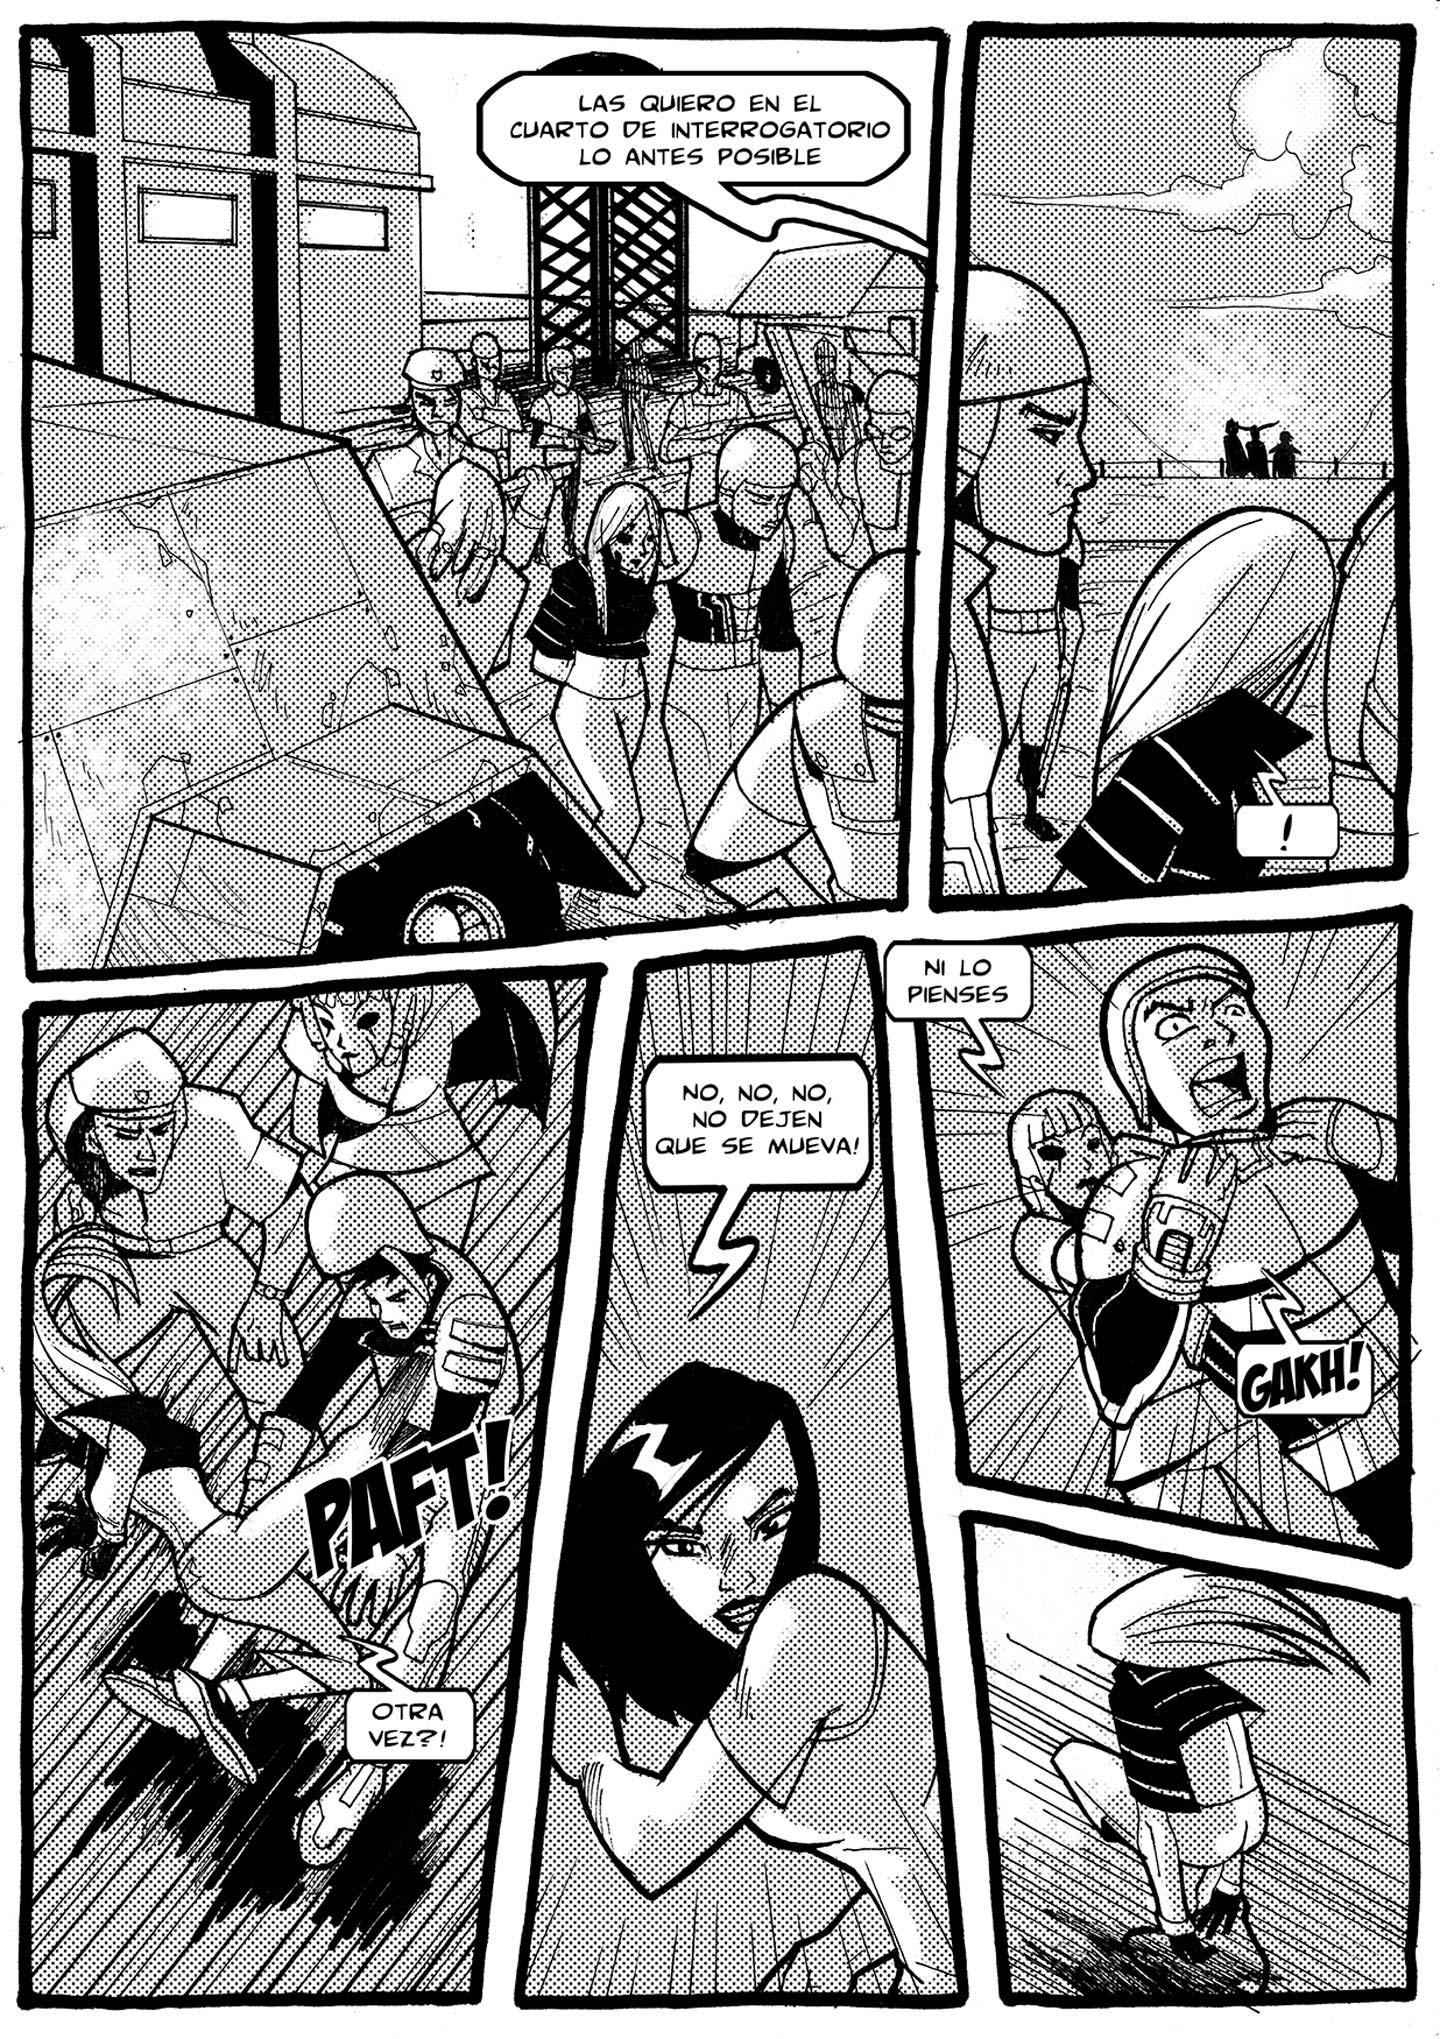 LAS QUIERO EN EL
CUARTO DE INTERROGATORIO
LO ANTES POSIBLE
!
PAFT!
OTRA
VEZ?!
NO, NO, NO,
NO DEJEN
QUE SE MUEVA!
NI LO
PIENSES
GAKH!